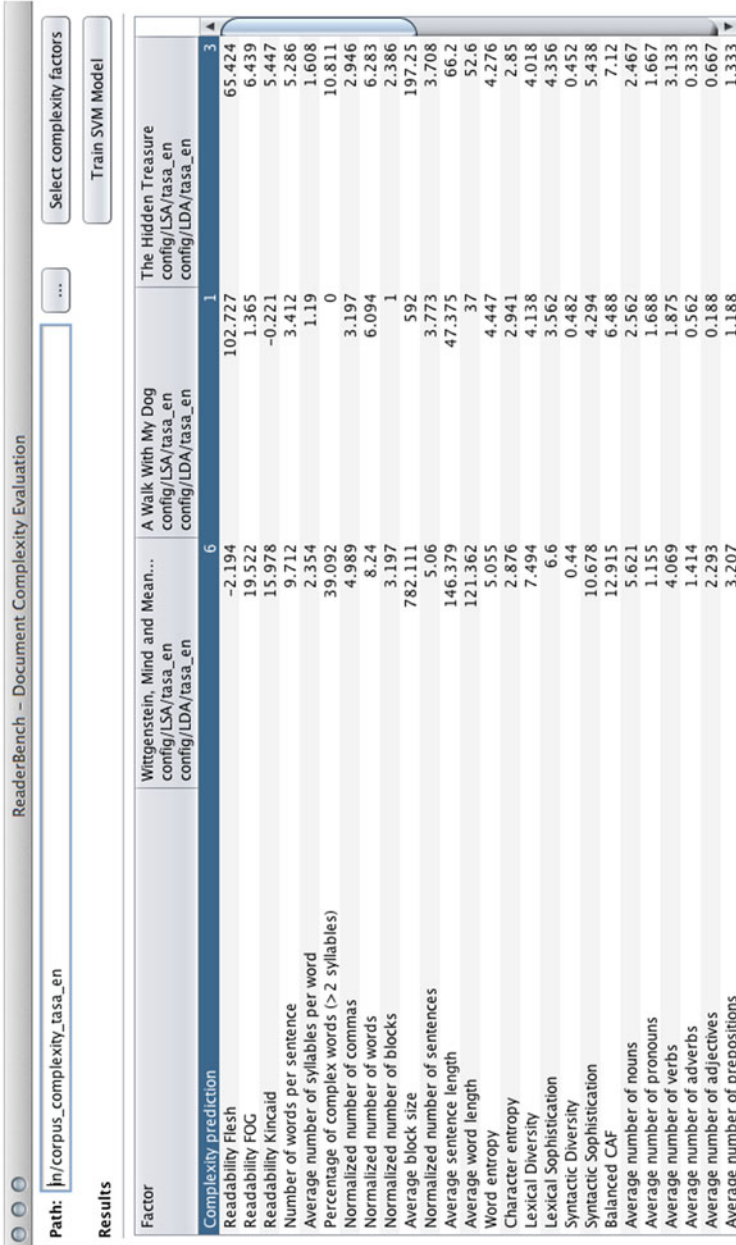 ReaderBench – Document Complexity Evaluation
Path: in/corpus_complexity_tasa_en ... Select complexity factors
Train SVM Model
Results
Factor Wittgenstein, Mind and Mean... A Walk With My Dog The Hidden Treasure
config/LSA/tasa_en config/LSA/tasa_en config/LSA/tasa_en
config/LDA/tasa_en config/LDA/tasa_en config/LDA/tasa_en
Complexity prediction 6 1 3
Readability Flesh −2.194 102.727 65.424
Readability FOG 19.522 1.365 6.439
Readability Kincaid 15.978 −0.221 5.447
Number of words per sentence 9.712 3.412 5.286
Average number of syllables per word 2.354 1.19 1.608
Percentage of complex words (>2 syllables) 39.092 0 10.811
Normalized number of commas 4.989 3.197 2.946
Normalized number of words 8.24 6.094 6.283
Normalized number of blocks 3.197 1 2.386
Average block size 782.111 592 197.25
Normalized number of sentences 5.06 3.773 3.708
Average sentence length 146.379 47.375 66.2
Average word length 121.362 37 52.6
Word entropy 5.055 4.447 4.276
Character entropy 2.876 2.941 2.85
Lexical Diversity 7.494 4.138 4.018
Lexical Sophistication 6.6 3.562 4.356
Syntactic Diversity 0.44 0.482 0.452
Syntactic Sophistication 10.678 4.294 5.438
Balanced CAF 12.915 6.488 7.12
Average number of nouns 5.621 2.562 2.467
Average number of pronouns 1.155 1.688 1.667
Average number of verbs 4.069 1.875 3.133
Average number of adverbs 1.414 0.562 0.333
Average number of adjectives 2.293 0.188 0.667
Average number of prepositions 3.207 1.188 1.333